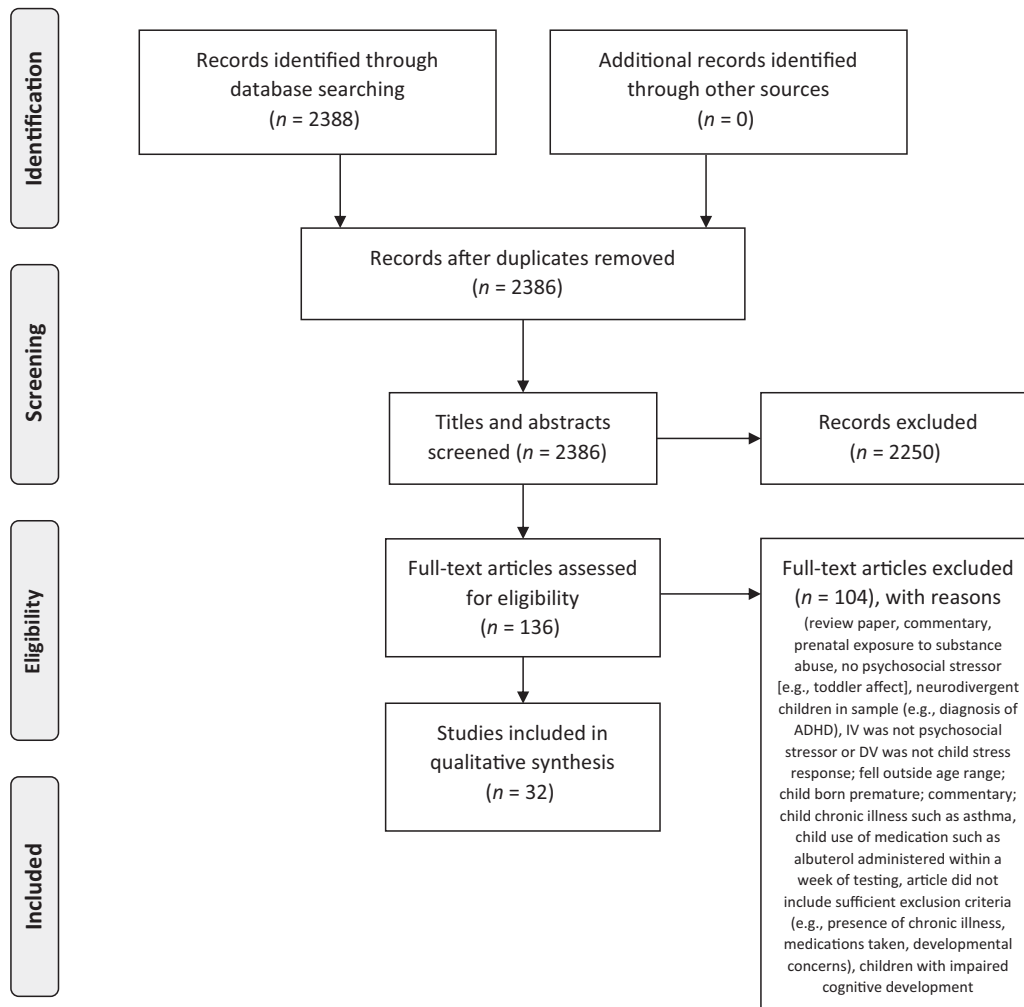 Identification
Records identified through
database searching
(n = 2388)
Additional records identified
through other sources
(n = 0)
Records after duplicates removed
(n = 2386)
Screening
Titles and abstracts
screened (n = 2386)
Records excluded
(n = 2250)
Eligibility
Full-text articles assessed
for eligibility
(n = 136)
Full-text articles excluded
(n = 104), with reasons
(review paper, commentary,
prenatal exposure to substance
abuse, no psychosocial stressor
[e.g., toddler affect], neurodivergent
children in sample (e.g., diagnosis of
ADHD), IV was not psychosocial
stressor or DV was not child stress
response; fell outside age range;
child born premature; commentary;
child chronic illness such as asthma,
child use of medication such as
albuterol administered within a
week of testing, article did not
include sufficient exclusion criteria
(e.g., presence of chronic illness,
medications taken, developmental
concerns), children with impaired
cognitive development
Included
Studies included in
qualitative synthesis
(n = 32)